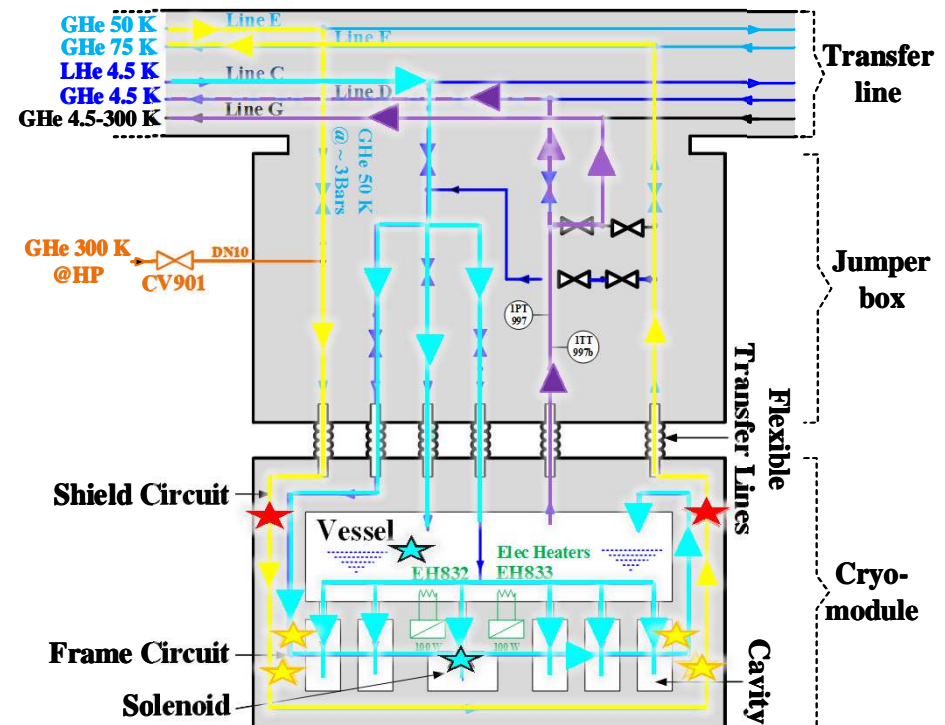 GHe 50 K
Line E
GHe 75 K
Line F
LHe 4.5 K
Line C
GHe 4.5 K
Line D
GHe 4.5-300 K
Line G
Transfer
line
GHe 50 K
@ ~ 3Bars
GHe 300 K
@HP
DN10
CV901
1PT
997
1TT
997b
Jumper
box
Flexible
Transfer Lines
Shield Circuit
Vessel
Elec Heaters
EH832
EH833
100W
100W
Cryo-
module
Frame Circuit
Solenoid
Cavity